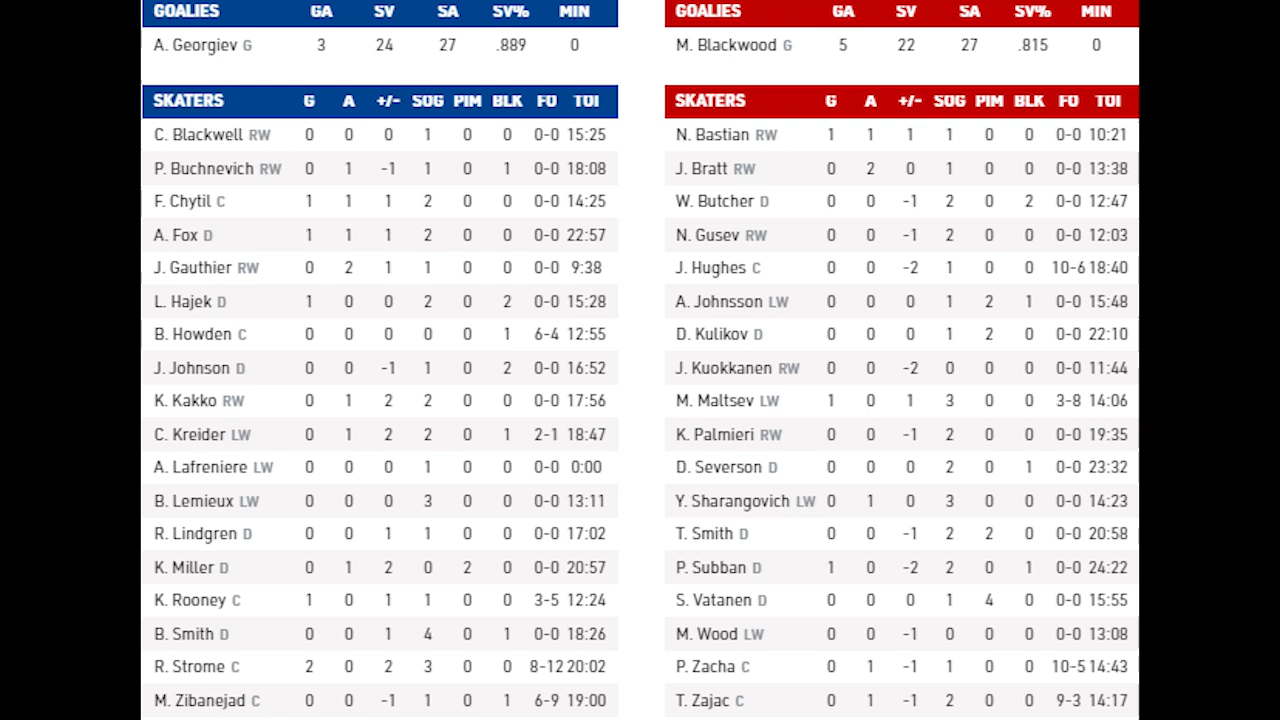 GOALIES GA SV SA SV% MIN
A. Georgiev G 3 24 27 .889 0
SKATERS G A +/- SOG PIM BLK FO TOI
C. Blackwell RW 0 0 0 1 0 0 0-0 15:25
P. Buchnevich RW 0 1 -1 1 0 1 0-0 18:08
F. Chytil C 1 1 1 2 0 0 0-0 14:25
A. Fox D 1 1 1 2 0 0 0-0 22:57
J. Gauthier RW 0 2 1 1 0 0 0-0 9:38
L. Hajek D 1 0 0 2 0 2 0-0 15:28
B. Howden C 0 0 0 0 0 1 6-4 12:55
J. Johnson D 0 0 -1 1 0 2 0-0 16:52
K. Kakko RW 0 1 2 2 0 0 0-0 17:56
C. Kreider LW 0 1 2 2 0 1 2-1 18:47
A. Lafreniere LW 0 0 0 1 0 0 0-0 0:00
B. Lemieux LW 0 0 0 3 0 0 0-0 13:11
R. Lindgren D 0 0 1 1 0 0 0-0 17:02
K. Miller D 0 1 2 0 2 0 0-0 20:57
K. Rooney C 1 0 1 1 0 0 3-5 12:24
B. Smith D 0 0 1 4 0 1 0-0 18:26
R. Strome C 2 0 2 3 0 0 8-12 20:02
M. Zibanejad C 0 0 -1 1 0 1 6-9 19:00
GOALIES GA SV SA SV% MIN
M. Blackwood G 5 22 27 .815 0
SKATERS G A +/- SOG PIM BLK FO TOI
N. Bastian RW 1 1 1 1 0 0 0-0 10:21
J. Bratt RW 0 2 0 1 0 0 0-0 13:38
W. Butcher D 0 0 -1 2 0 2 0-0 12:47
N. Gusev RW 0 0 -1 2 0 0 0-0 12:03
J. Hughes C 0 0 -2 1 0 0 10-6 18:40
A. Johnsson LW 0 0 0 1 2 1 0-0 15:48
D. Kulikov D 0 0 0 1 2 0 0-0 22:10
J. Kuokkanen RW 0 0 -2 0 0 0 0-0 11:44
M. Maltsev LW 1 0 1 3 0 0 3-8 14:06
K. Palmieri RW 0 0 -1 2 0 0 0-0 19:35
D. Severson D 0 0 0 2 0 1 0-0 23:32
Y. Sharangovich LW 0 1 0 3 0 0 0-0 14:23
T. Smith D 0 0 -1 2 2 0 0-0 20:58
P. Subban D 1 0 -2 2 0 1 0-0 24:22
S. Vatanen D 0 0 0 1 4 0 0-0 15:55
M. Wood LW 0 0 -1 0 0 0 0-0 13:08
P. Zacha C 0 1 -1 1 0 0 10-5 14:43
T. Zajac C 0 1 -1 2 0 0 9-3 14:17